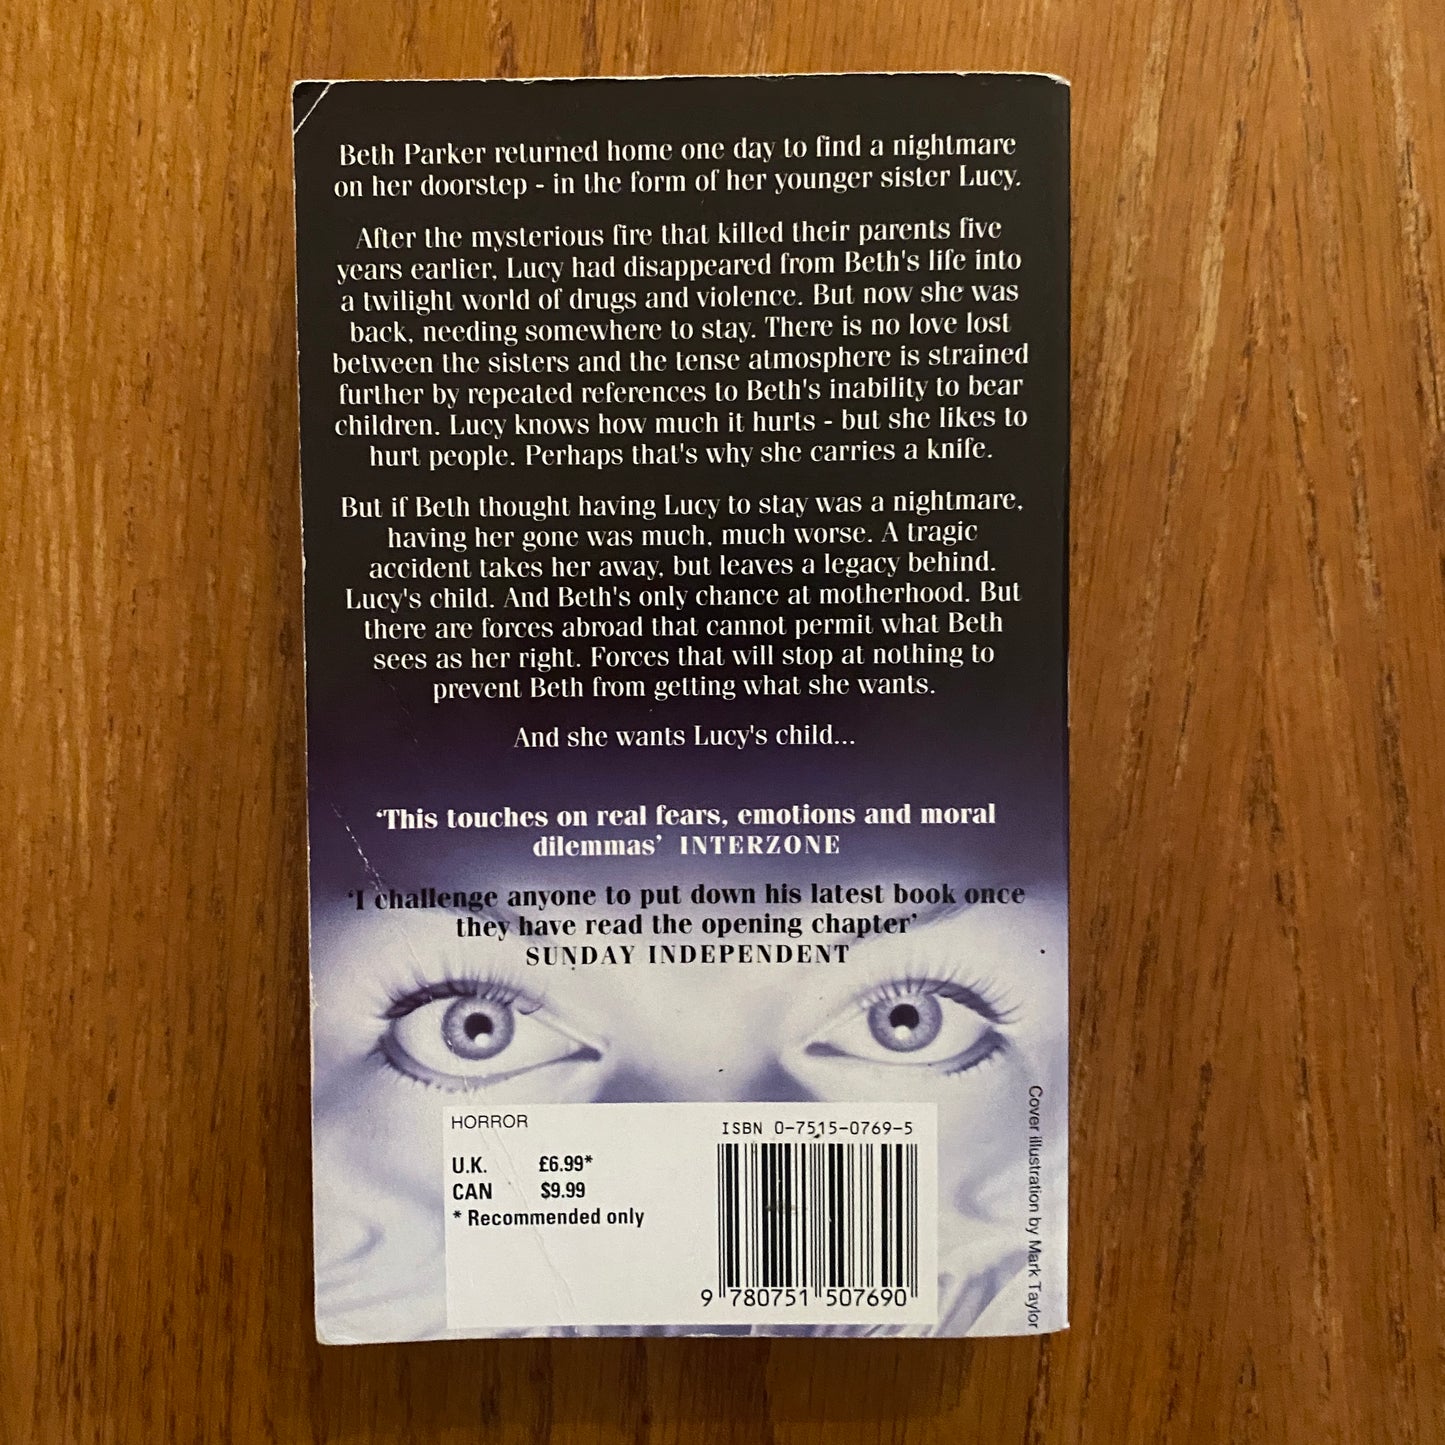 Beth Parker returned home one day to find a nightmare
on her doorstep - in the form of her younger sister Lucy.
After the mysterious fire that killed their parents five
years earlier, Lucy had disappeared from Beth's life into
a twilight world of drugs and violence. But now she was
back, needing somewhere to stay. There is no love lost
between the sisters and the tense atmosphere is strained
further by repeated references to Beth's inability to bear
children. Lucy knows how much it hurts - but she likes to
hurt people. Perhaps that's why she carries a knife.
But if Beth thought having Lucy to stay was a nightmare,
having her gone was much, much worse. A tragic
accident takes her away, but leaves a legacy behind.
Lucy's child. And Beth's only chance at motherhood. But
there are forces abroad that cannot permit what Beth
sees as her right. Forces that will stop at nothing to
prevent Beth from getting what she wants.
And she wants Lucy's child...
‘This touches on real fears, emotions and moral
dilemmas’ INTERZONE
‘I challenge anyone to put down his latest book once
they have read the opening chapter’
SUNDAY INDEPENDENT
HORROR
U.K. £6.99*
CAN $9.99
* Recommended only
ISBN 0-7515-0769-5
9 780751 507690
Cover illustration by Mark Taylor